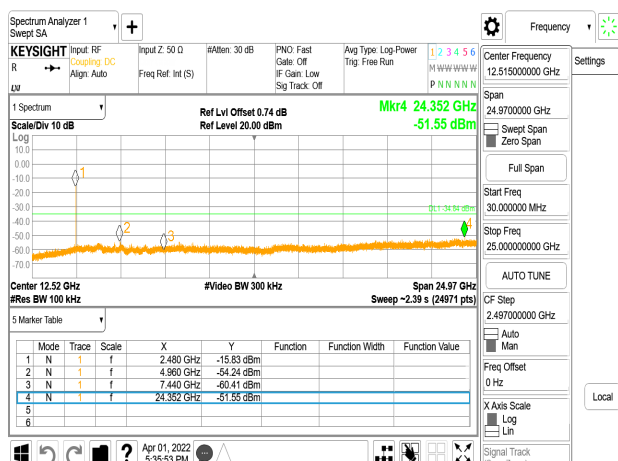 Spectrum Analyzer 1
Swept SA
Frequency
KEYSIGHT Input: RF Input Z: 50 Ω #Atten: 30 dB PNO: Fast Avg Type: Log-Power 1 2 3 4 5 6
Coupling: DC Gate: Off Trig: Free Run
R Align: Auto Freq Ref: Int (S) IF Gain: Low M W W W W W
Sig Track: Off P N N N N N
LXI
Center Frequency
12.515000000 GHz
Settings
Span
24.9700000 GHz
Swept Span
Zero Span
Full Span
Start Freq
30.000000 MHz
Stop Freq
25.000000000 GHz
AUTO TUNE
CF Step
2.497000000 GHz
Auto
Man
Freq Offset
0 Hz
X Axis Scale
Log
Lin
Signal Track
Local
1 Spectrum
Scale/Div 10 dB
Ref Lvl Offset 0.74 dB
Ref Level 20.00 dBm
Mkr4 24.352 GHz
-51.55 dBm
Log
10.0
0.00
-10.0
-20.0
-30.0
-40.0
-50.0
-60.0
-70.0
1
2
3
4
Center 12.52 GHz #Video BW 300 kHz Span 24.97 GHz
#Res BW 100 kHz Sweep ~2.39 s (24971 pts)
5 Marker Table
Mode Trace Scale X Y Function Function Width Function Value
1 N 1 f 2.480 GHz -15.83 dBm
2 N 1 f 4.960 GHz -54.24 dBm
3 N 1 f 7.440 GHz -60.41 dBm
4 N 1 f 24.352 GHz -51.55 dBm
5
6
Apr 01, 2022
5:35:53 PM